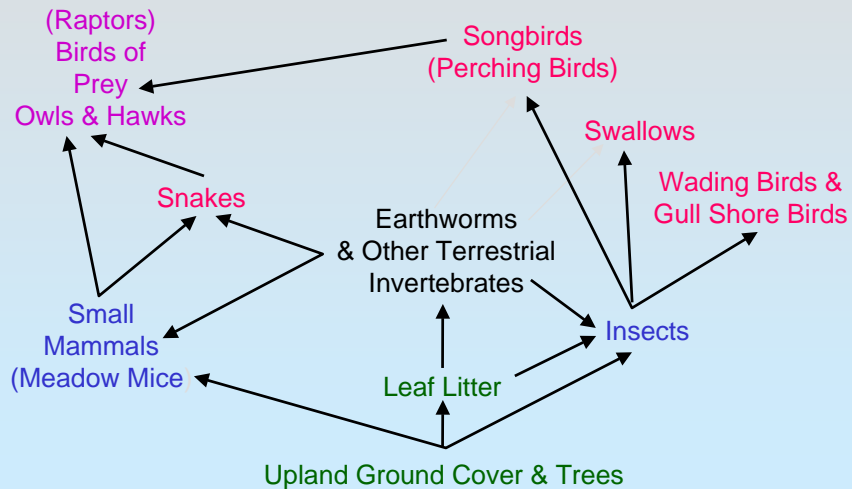 (Raptors)
Birds of
Prey
Owls & Hawks
Songbirds
(Perching Birds)
Swallows
Wading Birds &
Gull Shore Birds
Snakes
Earthworms
& Other Terrestrial
Invertebrates
Small
Mammals
(Meadow Mice)
Insects
Leaf Litter
Upland Ground Cover & Trees